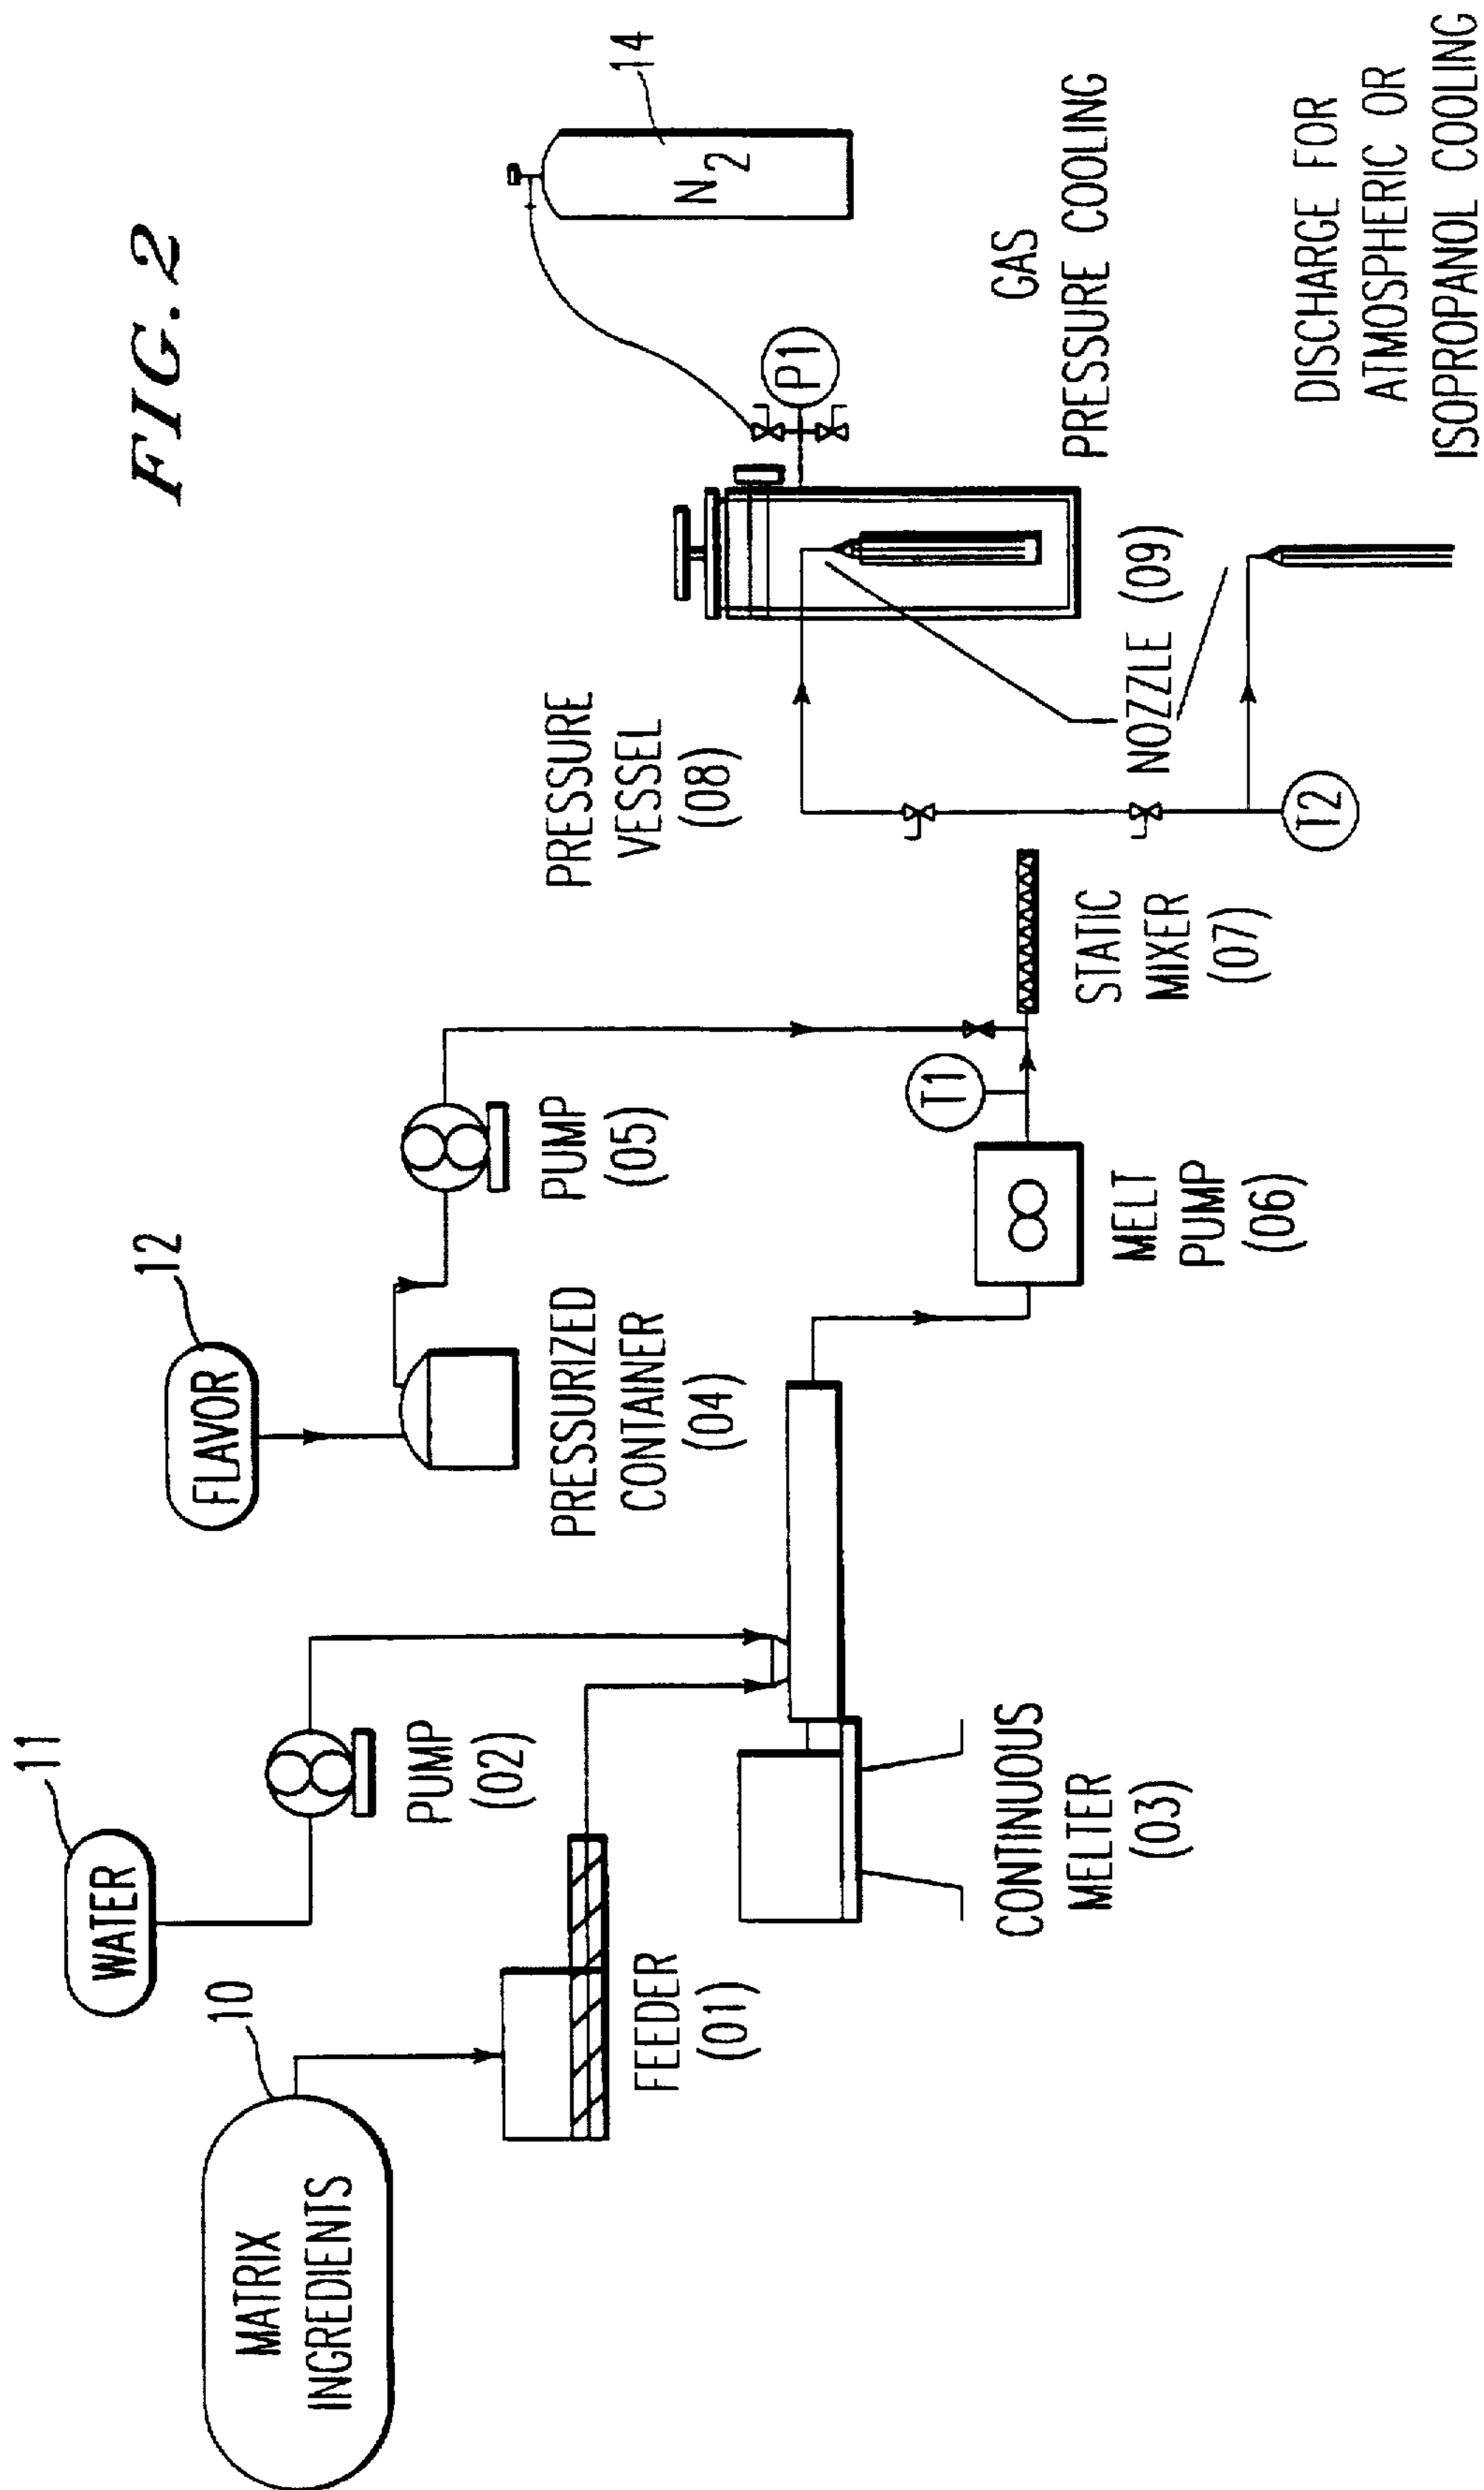 FIG.2
MATRIX
INGREDIENTS
10
WATER
11
FLAVOR
12
FEEDER
(01)
PUMP
(02)
CONTINUOUS
MELTER
(03)
PRESSURIZED
CONTAINER
(04)
PUMP
(05)
MELT
PUMP
(06)
T1
STATIC
MIXER
(07)
PRESSURE
VESSEL
(08)
NOZZLE (09)
T2
P1
N2
14
GAS
PRESSURE COOLING
DISCHARGE FOR
ATMOSPHERIC OR
ISOPROPANOL COOLING